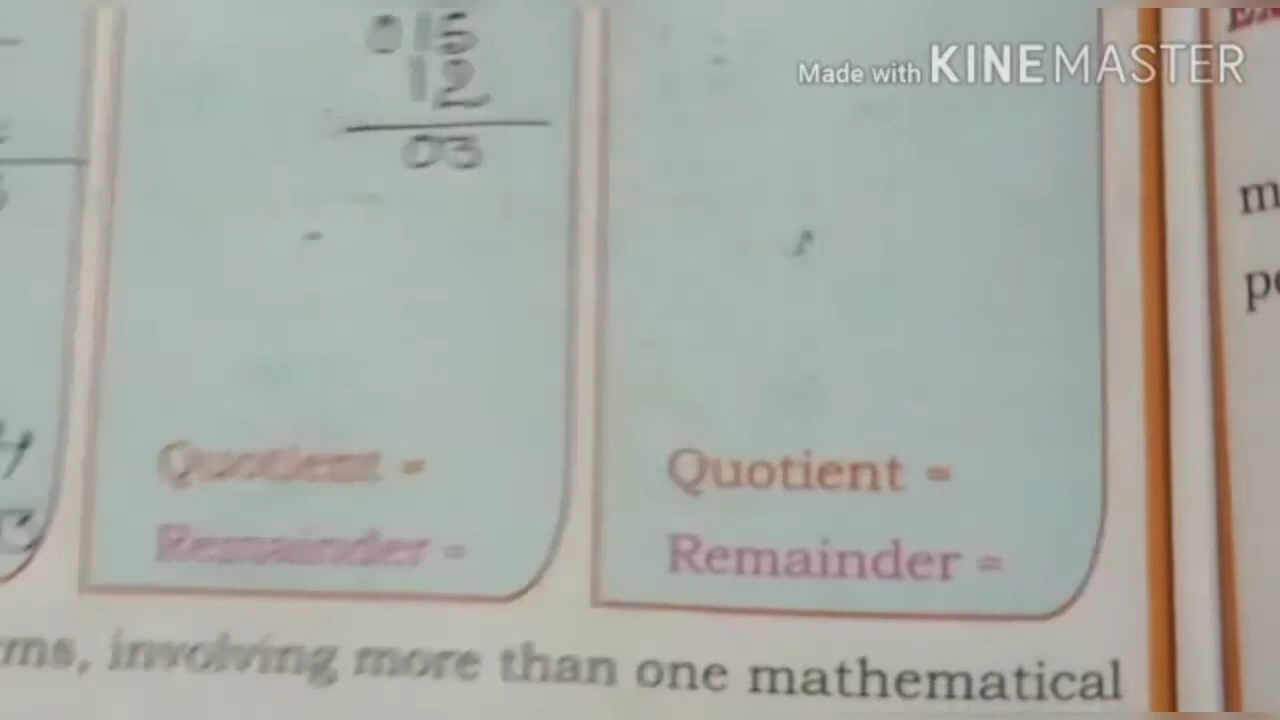 Made with KINEMASTER
015
12
03
Quotient =
Remainder =
Quotient =
Remainder =
ms, involving more than one mathematical